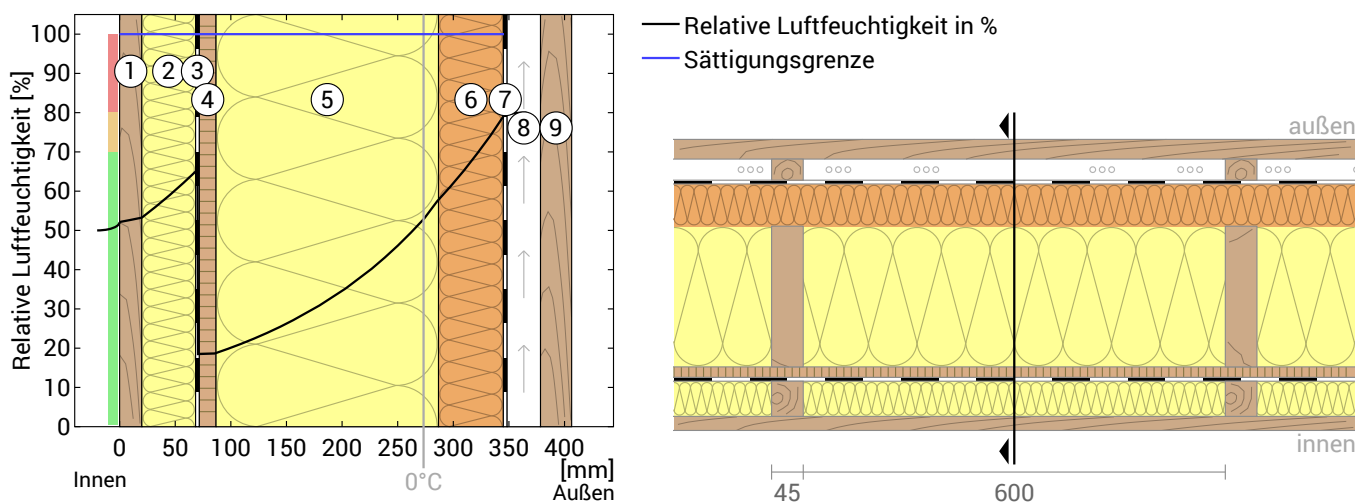 Relative Luftfeuchtigkeit [%]
100
90
80
70
60
50
40
30
20
10
0
1
2
3
4
5
6
7
8
9
0 50 100 150 200 250 300 350 400
[mm]
Innen
0°C
Außen
Relative Luftfeuchtigkeit in %
Sättigungsgrenze
außen
innen
45
600